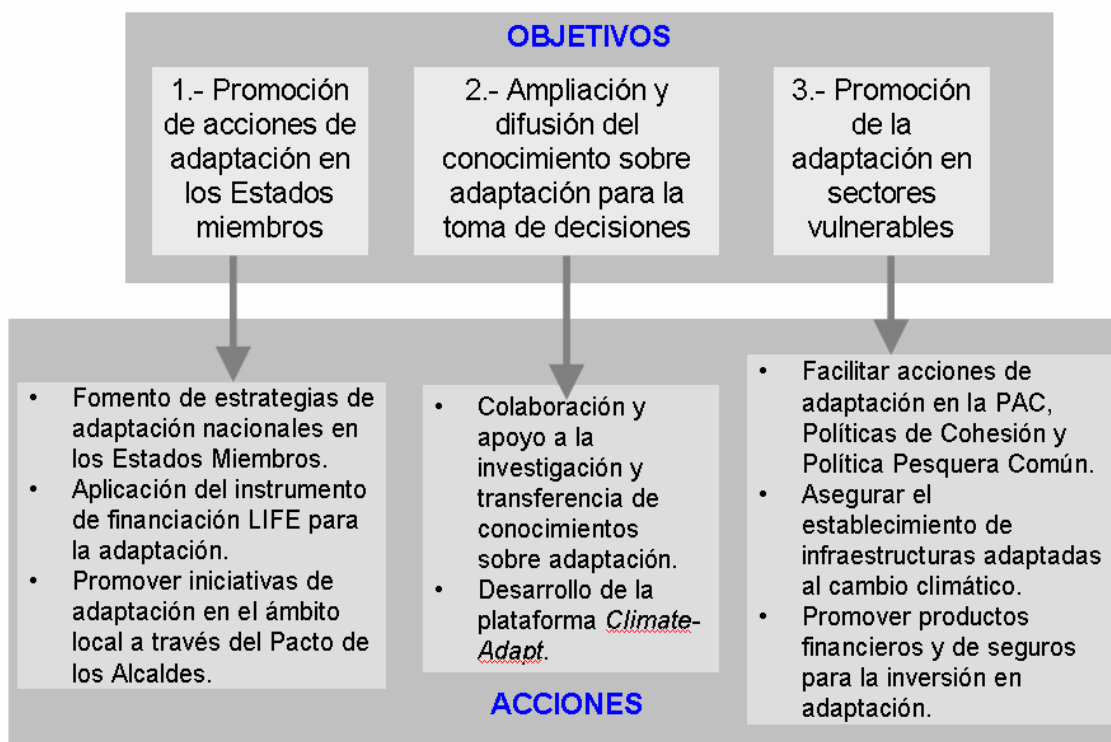 OBJETIVOS
1.- Promoción
de acciones de
adaptación en
los Estados
miembros
2.- Ampliación y
difusión del
conocimiento sobre
adaptación para la
toma de decisiones
3.- Promoción
de la
adaptación en
sectores
vulnerables
• Fomento de estrategias de
adaptación nacionales en
los Estados Miembros.
• Aplicación del instrumento
de financiación LIFE para
la adaptación.
• Promover iniciativas de
adaptación en el ámbito
local a través del Pacto de
los Alcaldes.
• Colaboración y
apoyo a la
investigación y
transferencia de
conocimientos
sobre adaptación.
• Desarrollo de la
plataforma Climate-
Adapt.
• Facilitar acciones de
adaptación en la PAC,
Políticas de Cohesión y
Política Pesquera Común.
• Asegurar el
establecimiento de
infraestructuras adaptadas
al cambio climático.
• Promover productos
financieros y de seguros
para la inversión en
adaptación.
ACCIONES